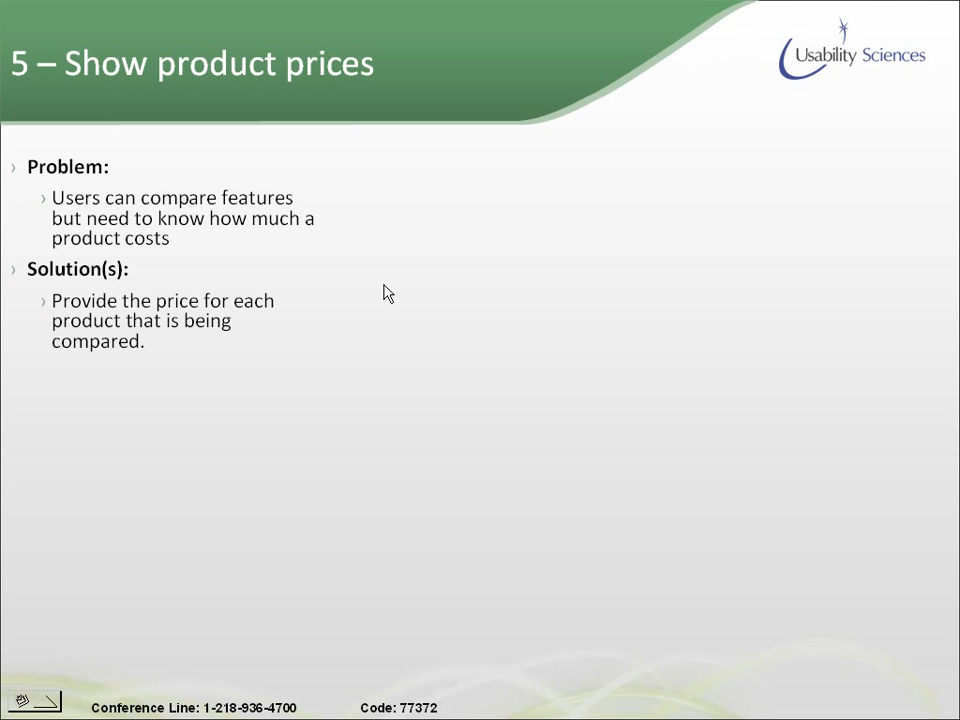 5 – Show product prices
Usability Sciences
› Problem:
› Users can compare features
but need to know how much a
product costs
› Solution(s):
› Provide the price for each
product that is being
compared.
Conference Line: 1-218-936-4700 Code: 77372